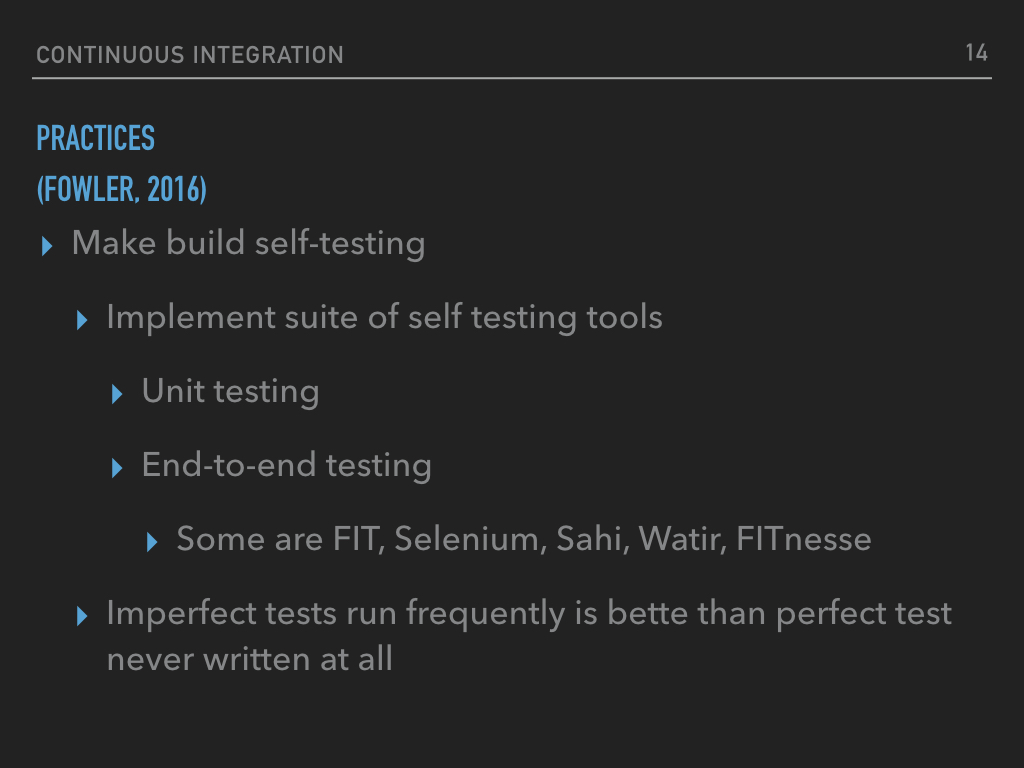 CONTINUOUS INTEGRATION
14
PRACTICES
(FOWLER, 2016)
Make build self-testing
Implement suite of self testing tools
Unit testing
End-to-end testing
Some are FIT, Selenium, Sahi, Watir, FITnesse
Imperfect tests run frequently is bette than perfect test
never written at all